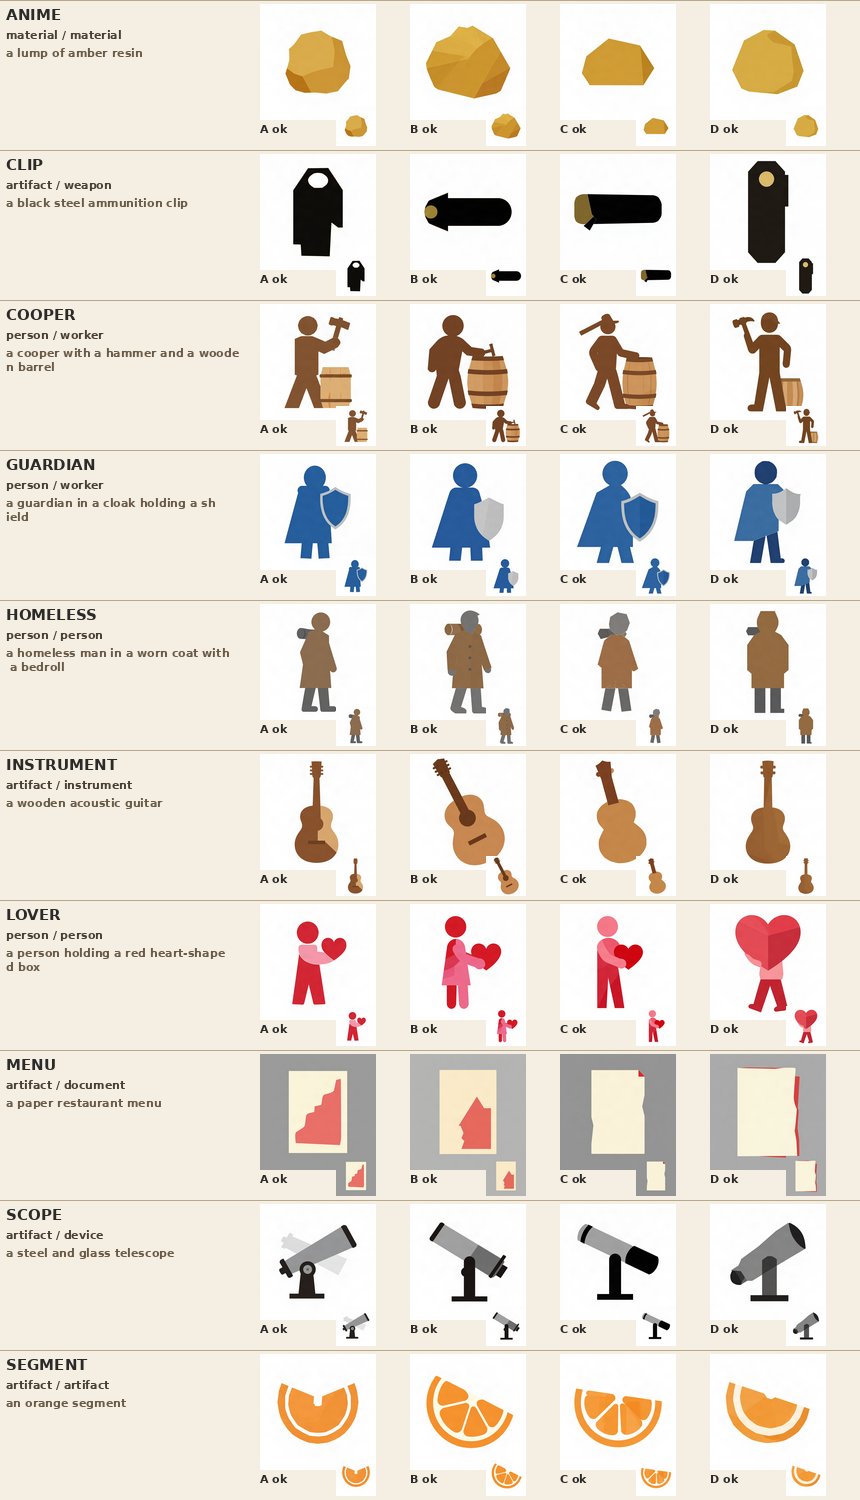 ANIME
material / material
a lump of amber resin
A ok
B ok
C ok
D ok
CLIP
artifact / weapon
a black steel ammunition clip
A ok
B ok
C ok
D ok
COOPER
person / worker
a cooper with a hammer and a woode
n barrel
A ok
B ok
C ok
D ok
GUARDIAN
person / worker
a guardian in a cloak holding a sh
ield
A ok
B ok
C ok
D ok
HOMELESS
person / person
a homeless man in a worn coat with
a bedroll
A ok
B ok
C ok
D ok
INSTRUMENT
artifact / instrument
a wooden acoustic guitar
A ok
B ok
C ok
D ok
LOVER
person / person
a person holding a red heart-shape
d box
A ok
B ok
C ok
D ok
MENU
artifact / document
a paper restaurant menu
A ok
B ok
C ok
D ok
SCOPE
artifact / device
a steel and glass telescope
A ok
B ok
C ok
D ok
SEGMENT
artifact / artifact
an orange segment
A ok
B ok
C ok
D ok